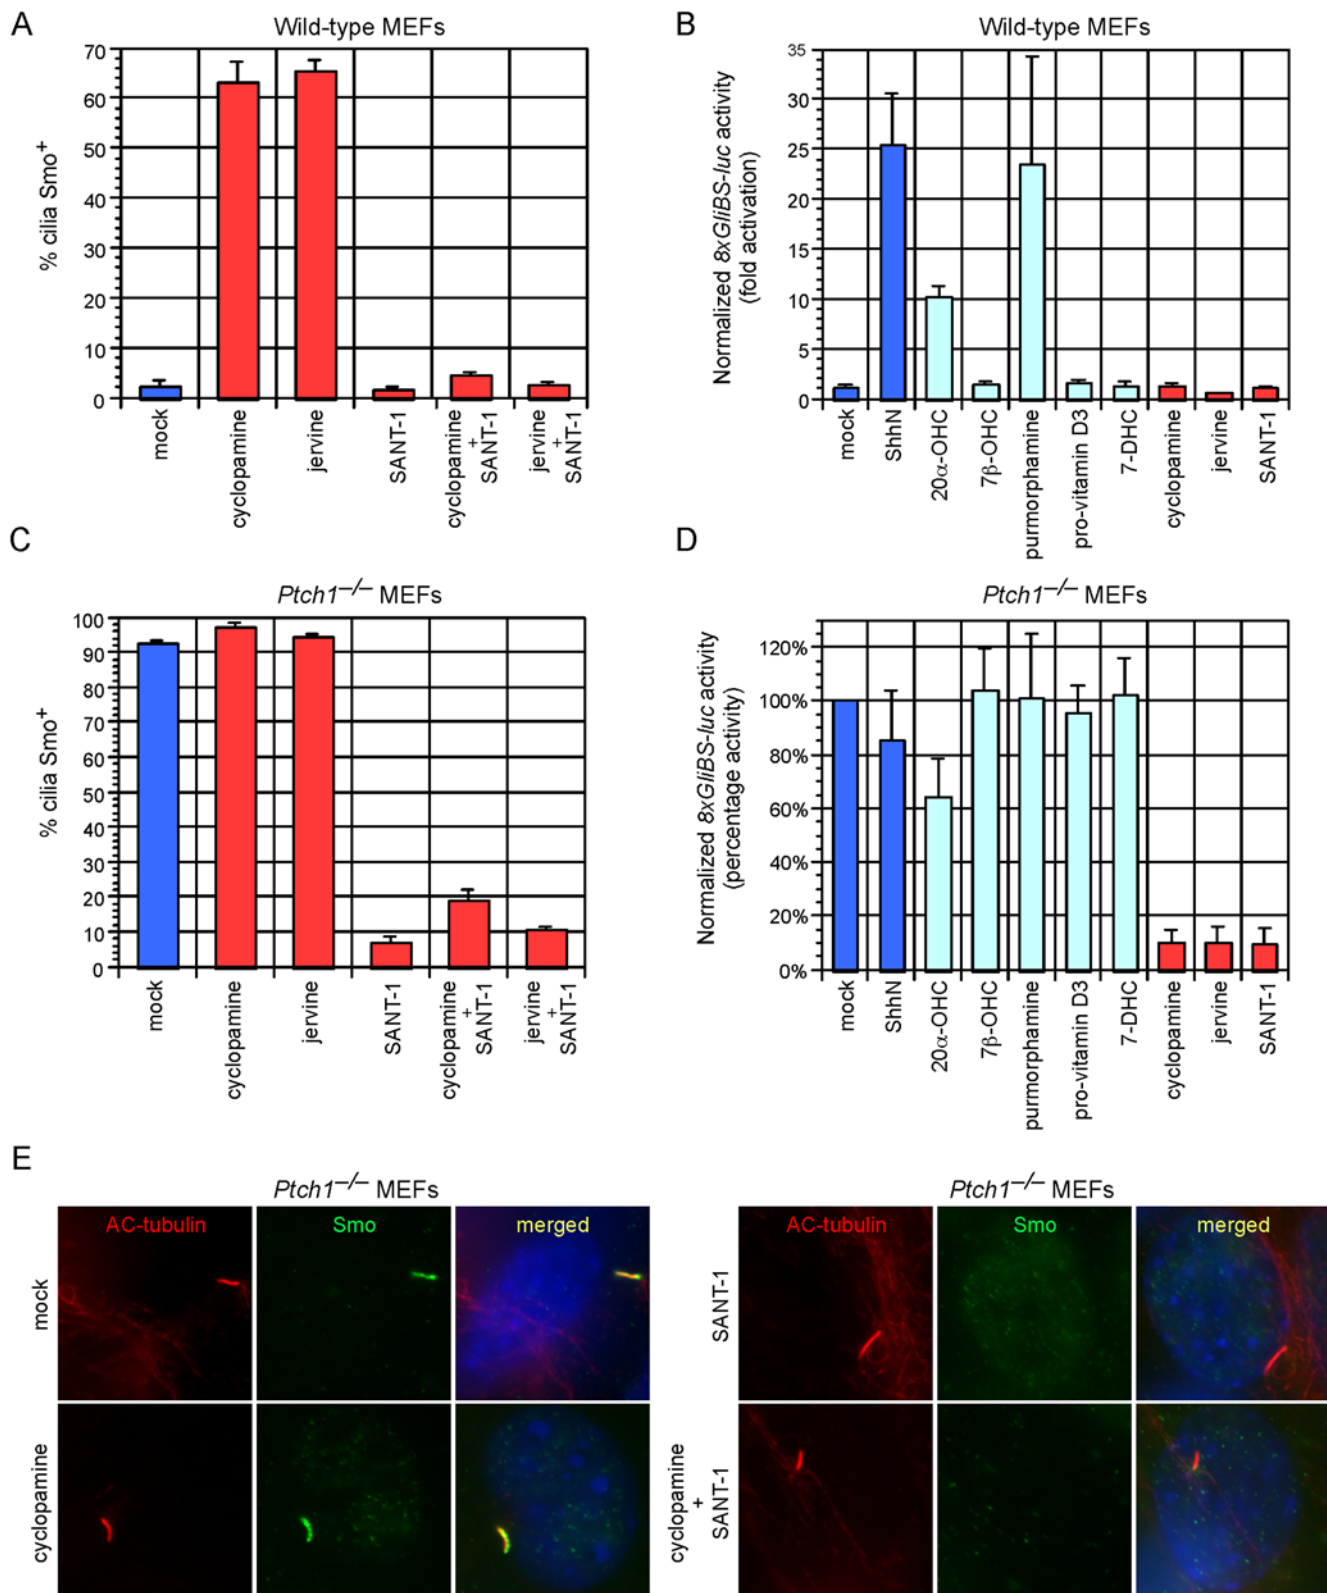 A
Wild-type MEFs
% cilia Smo+
70
60
50
40
30
20
10
0
mock
cyclopamine
jervine
SANT-1
cyclopamine
+
SANT-1
jervine
+
SANT-1
B
Wild-type MEFs
Normalized 8xGliBS-luc activity
(fold activation)
35
30
25
20
15
10
5
0
mock
ShhN
20α-OHC
7β-OHC
purmorphamine
pro-vitamin D3
7-DHC
cyclopamine
jervine
SANT-1
C
Ptch1−/− MEFs
% cilia Smo+
100
90
80
70
60
50
40
30
20
10
0
mock
cyclopamine
jervine
SANT-1
cyclopamine
+
SANT-1
jervine
+
SANT-1
D
Ptch1−/− MEFs
Normalized 8xGliBS-luc activity
(percentage activity)
120%
100%
80%
60%
40%
20%
0%
mock
ShhN
20α-OHC
7β-OHC
purmorphamine
pro-vitamin D3
7-DHC
cyclopamine
jervine
SANT-1
E
Ptch1−/− MEFs
AC-tubulin
Smo
merged
mock
cyclopamine
Ptch1−/− MEFs
AC-tubulin
Smo
merged
SANT-1
cyclopamine
+
SANT-1